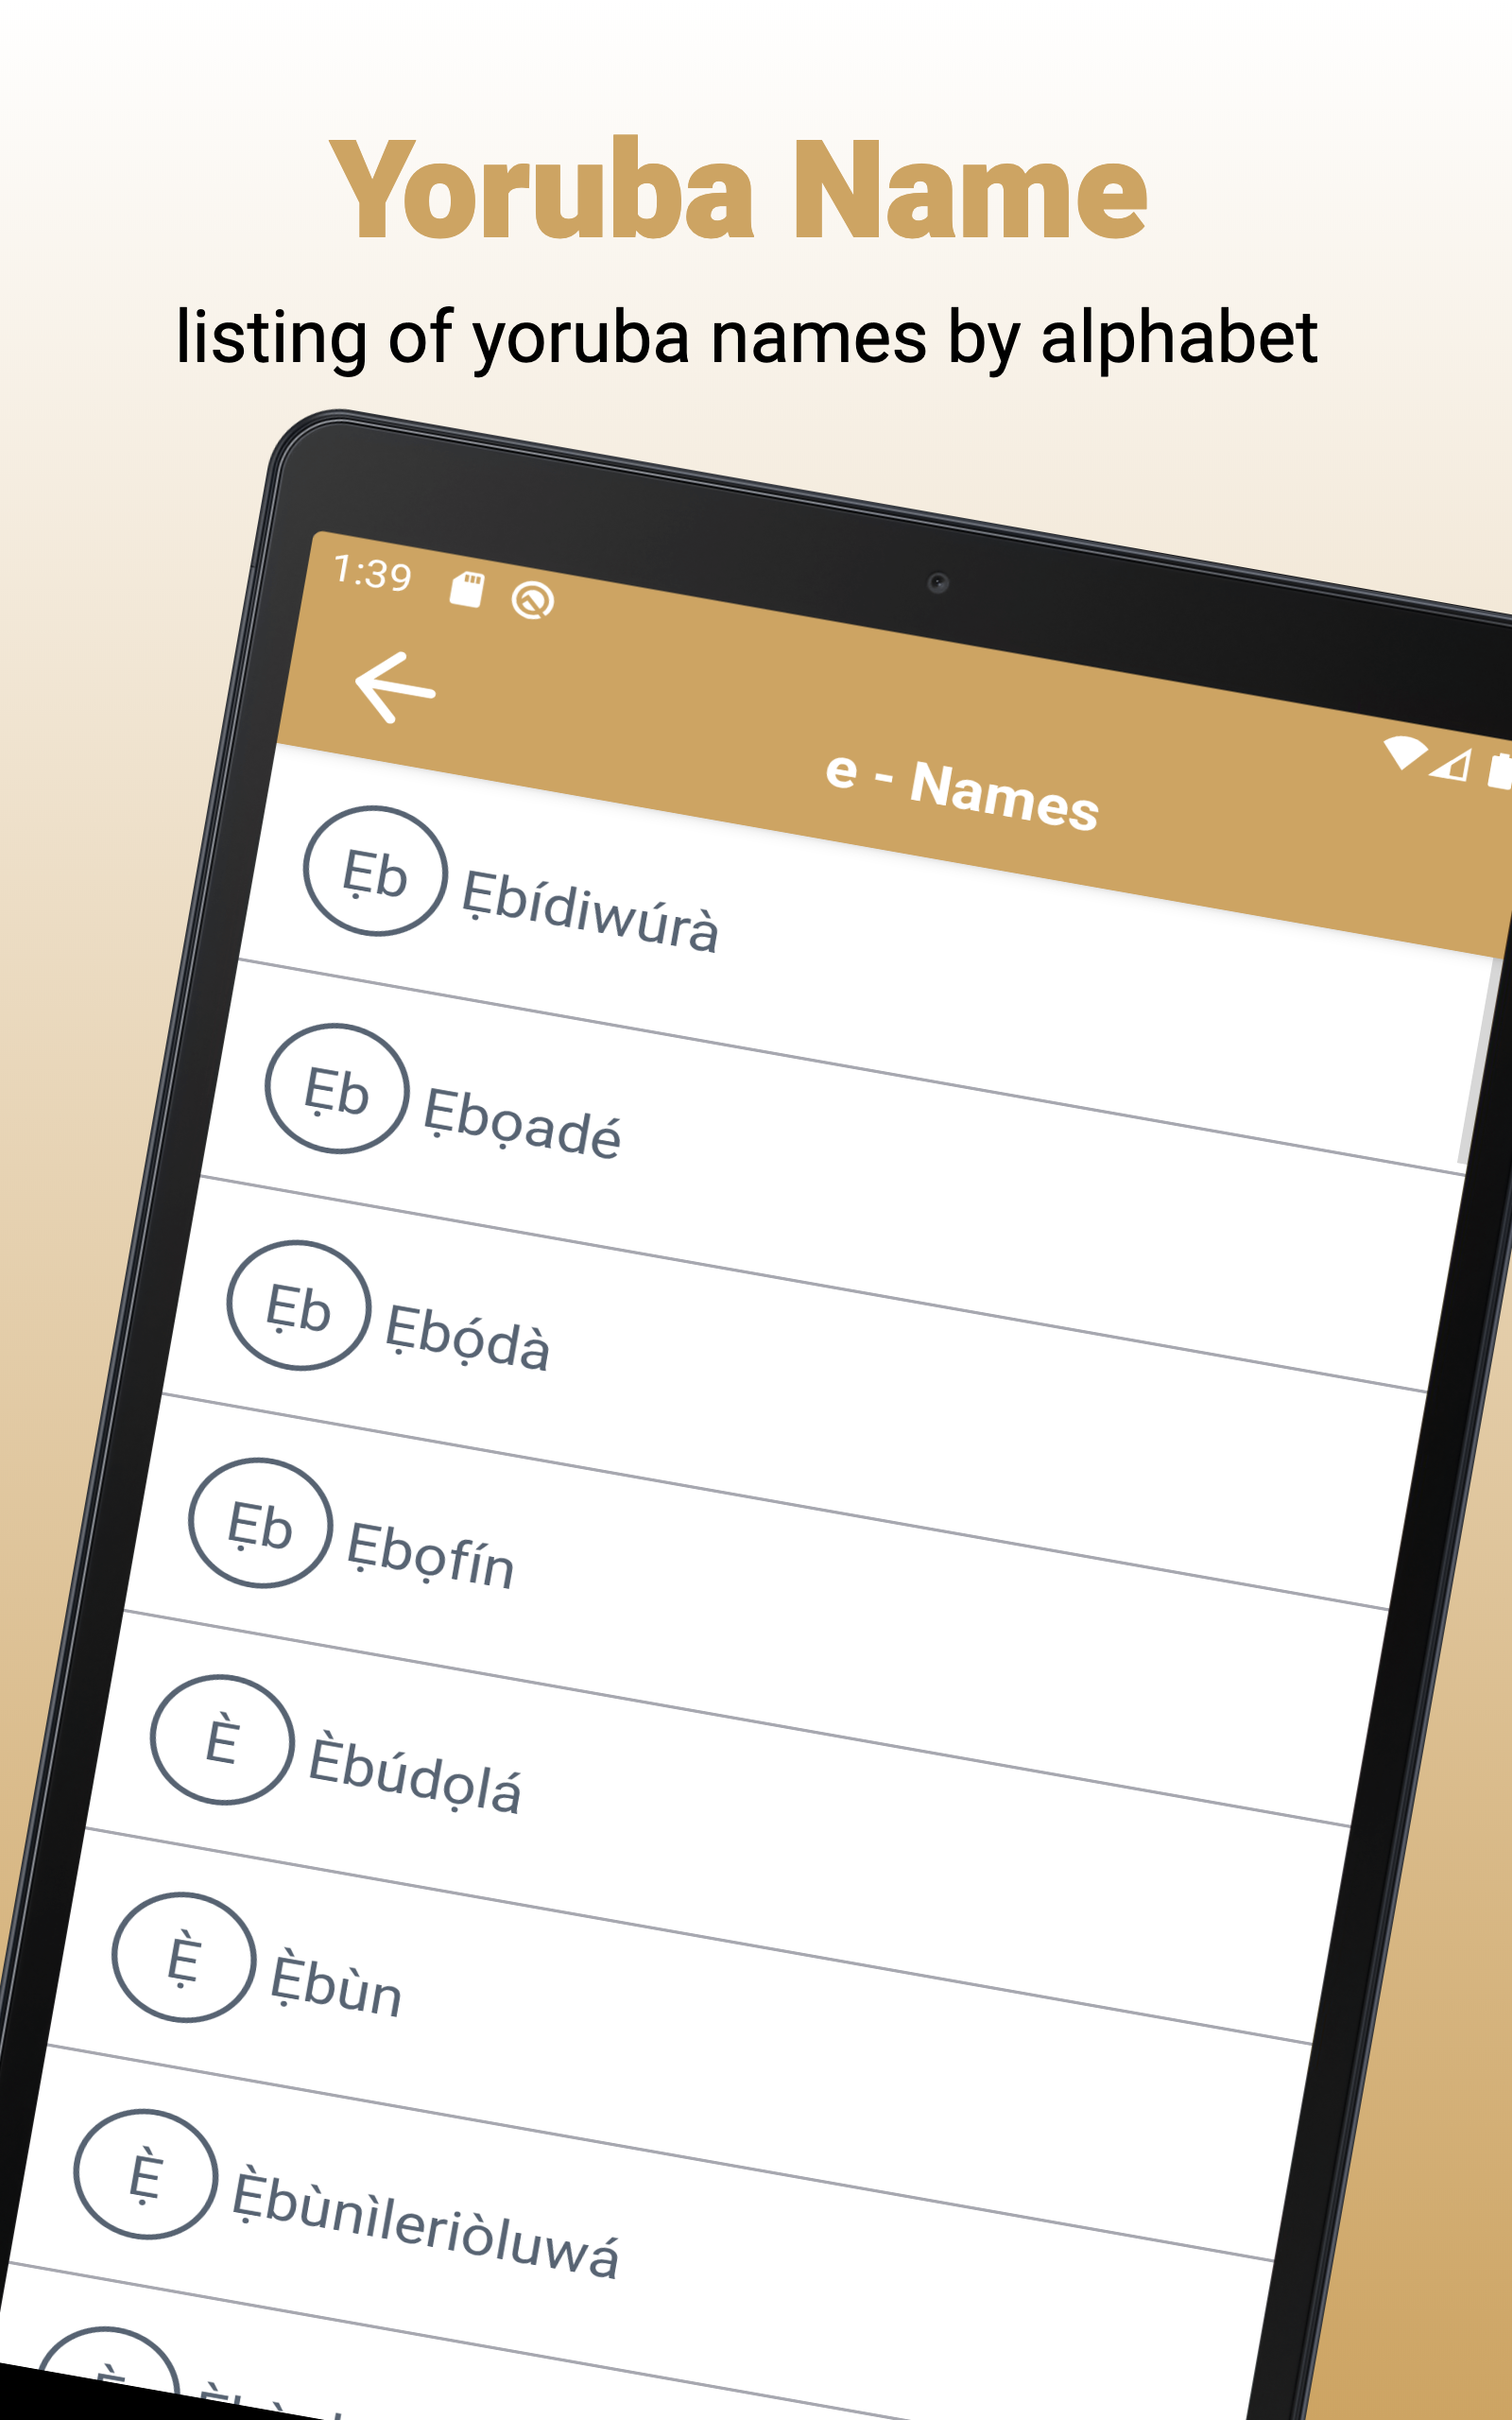 Yoruba Name
listing of yoruba names by alphabet
1:39
e - Names
Ẹb Ẹbídiwúrà
Ẹb Ẹbọadé
Ẹb Ẹbọ́dà
Ẹb Ẹbọfín
È Èbúdọlá
Ẹ̀ Ẹ̀bùn
Ẹ̀ Ẹ̀bùnìleriòluwá